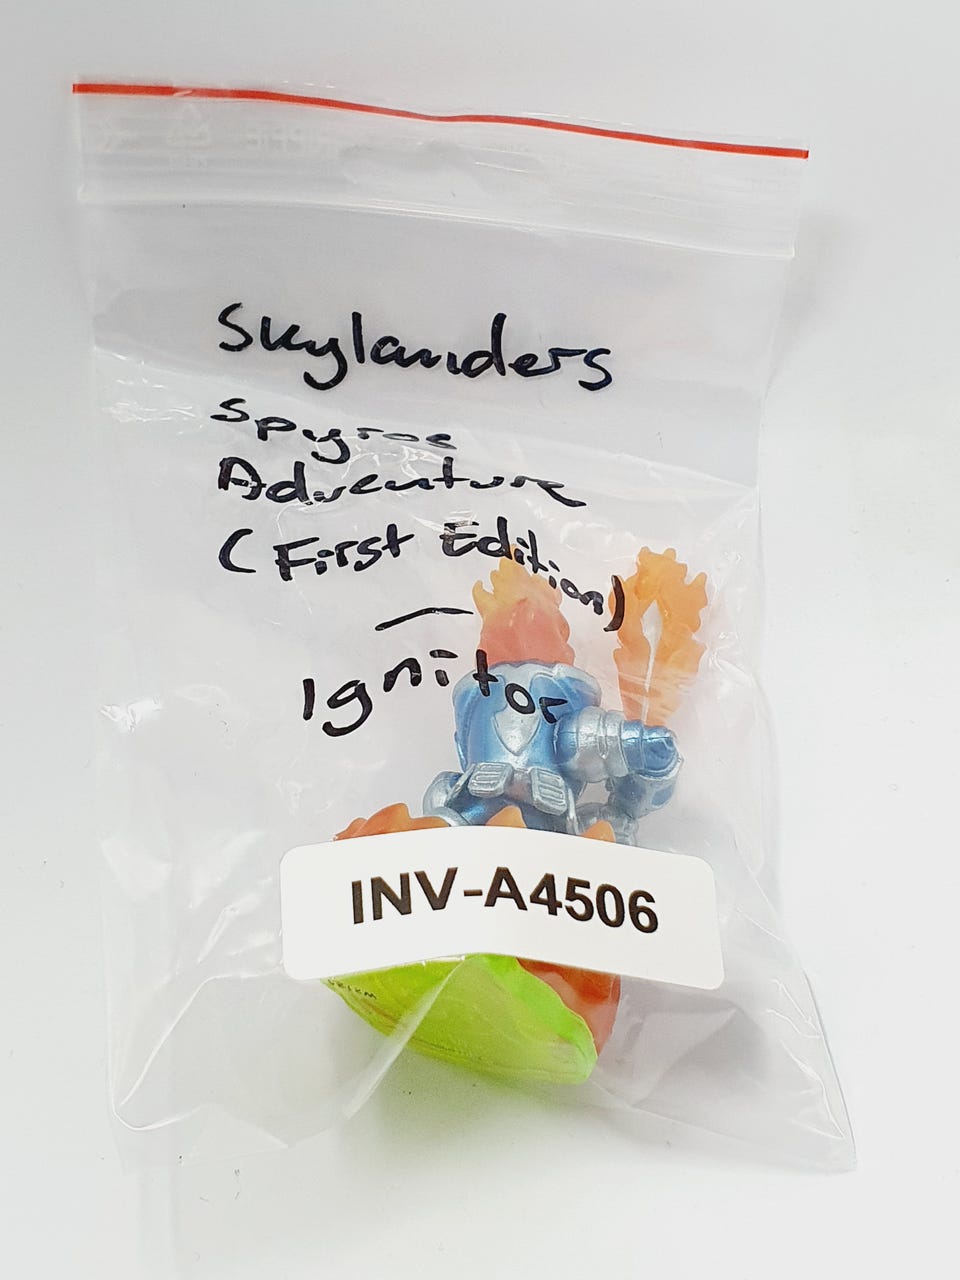 Skylanders
Spyros
Adventure
(First Edition)
—
Ignitor
INV-A4506